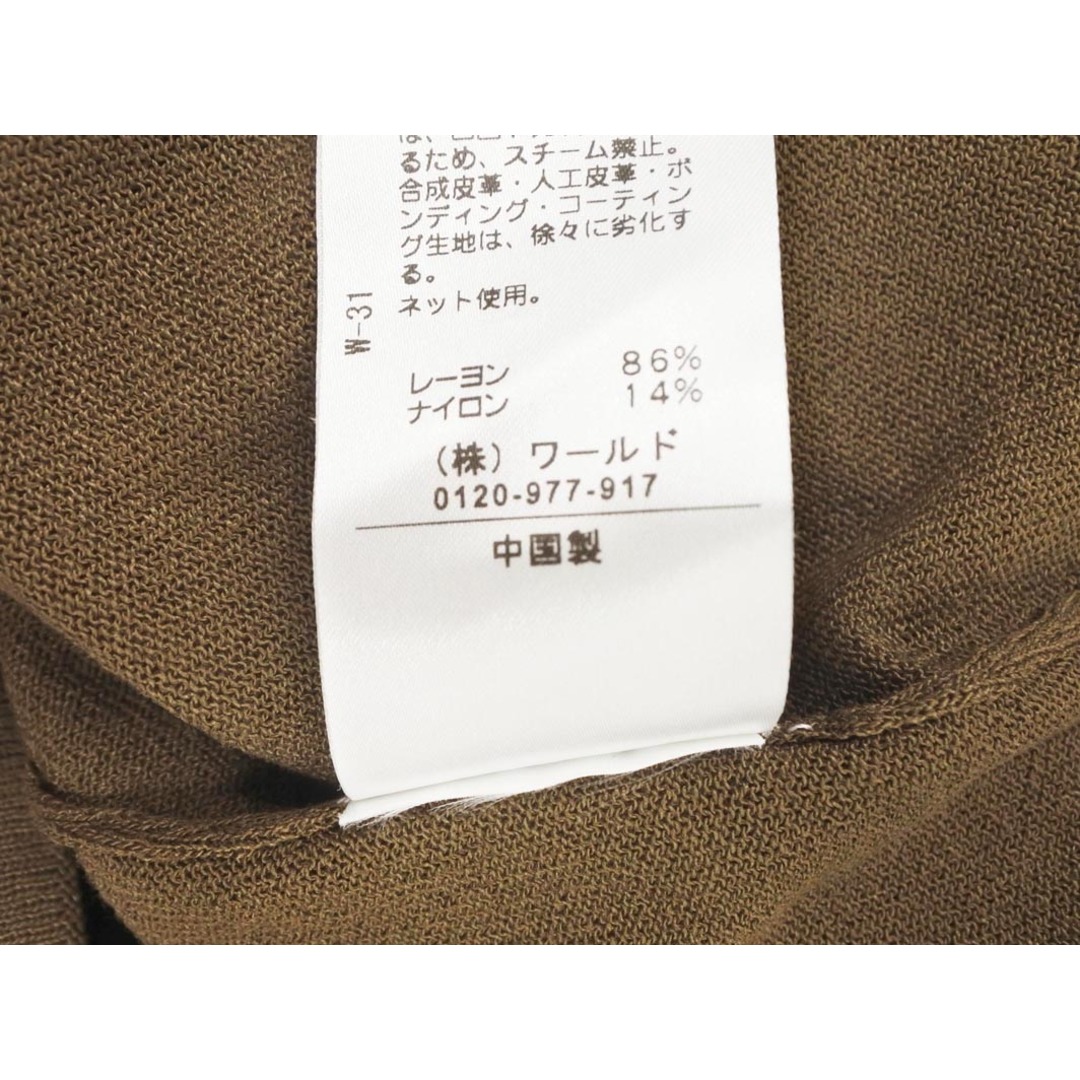 るため、スチーム禁止。
合成皮革・人工皮革・ボ
ンディング・コーティン
グ生地は、徐々に劣化す
る。
ネット使用。
W-31
レーヨン 86%
ナイロン 14%
(株)ワールド
0120-977-917
中国製